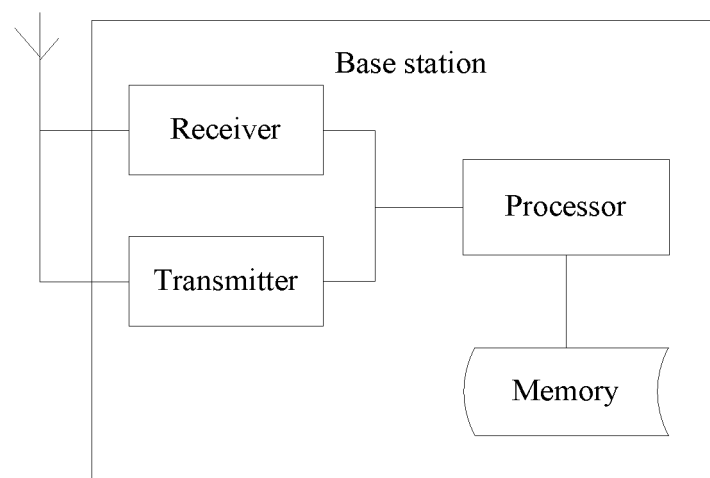 Base station
Receiver
Processor
Transmitter
Memory